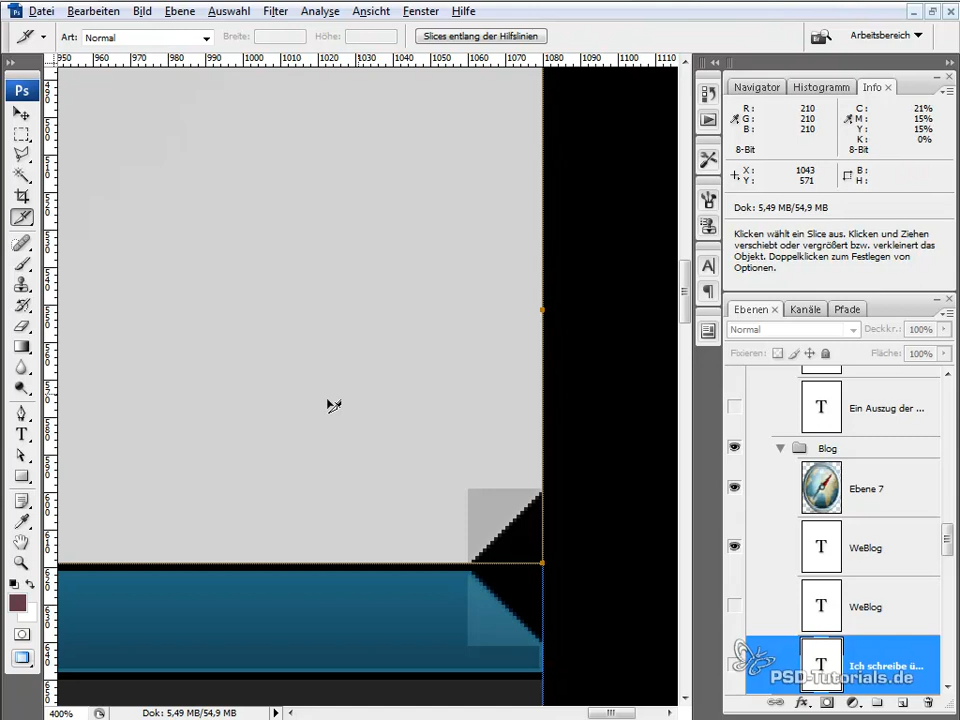 Datei Bearbeiten Bild Ebene Auswahl Filter Analyse Ansicht Fenster Hilfe
Art: Normal Breite: Höhe: Slices entlang der Hilfslinien Arbeitsbereich
950 960 970 980 990 1000 1010 1020 1030 1040 1050 1060 1070 1080 1090 1100 1110
Ps
Navigator Histogramm Info
R: 210 C: 21%
G: 210 M: 15%
B: 210 Y: 15%
K: 0%
8-Bit 8-Bit
X: 1043 B:
Y: 571 H:
Dok: 5,49 MB/54,9 MB
Klicken wählt ein Slice aus. Klicken und Ziehen
verschiebt oder vergrößert bzw. verkleinert das
Objekt. Doppelklicken zum Festlegen von
Optionen.
Ebenen Kanäle Pfade
Normal Deckkr.: 100%
Fixieren: Fläche: 100%
T Ein Auszug der ...
Blog
Ebene 7
T WeBlog
T WeBlog
T Ich schreibe ü...
PSD-Tutorials.de
400% Dok: 5,49 MB/54,9 MB